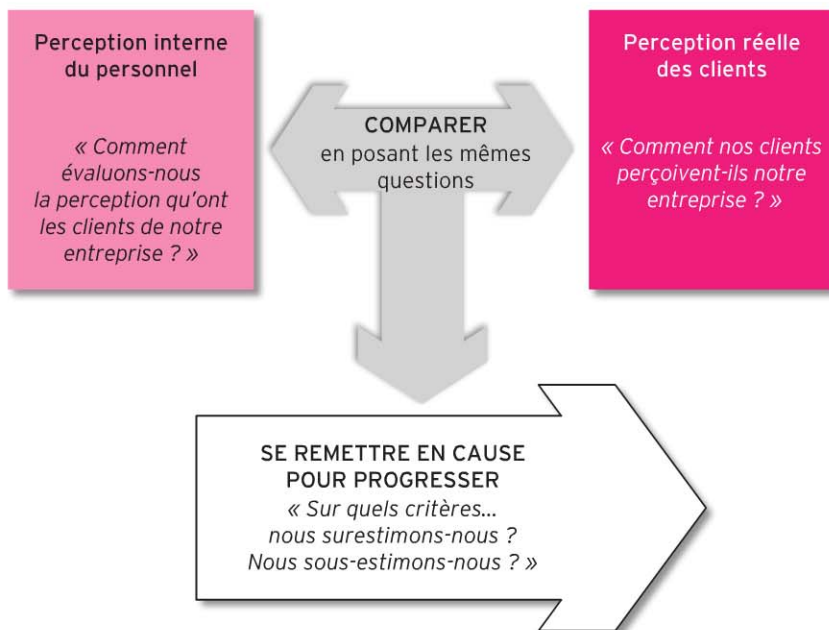 Perception interne
du personnel
« Comment
évaluons-nous
la perception qu'ont
les clients de notre
entreprise ? »
COMPARER
en posant les mêmes
questions
Perception réelle
des clients
« Comment nos clients
perçoivent-ils notre
entreprise ? »
SE REMETTRE EN CAUSE
POUR PROGRESSER
« Sur quels critères...
nous surestimons-nous ?
Nous sous-estimons-nous ? »